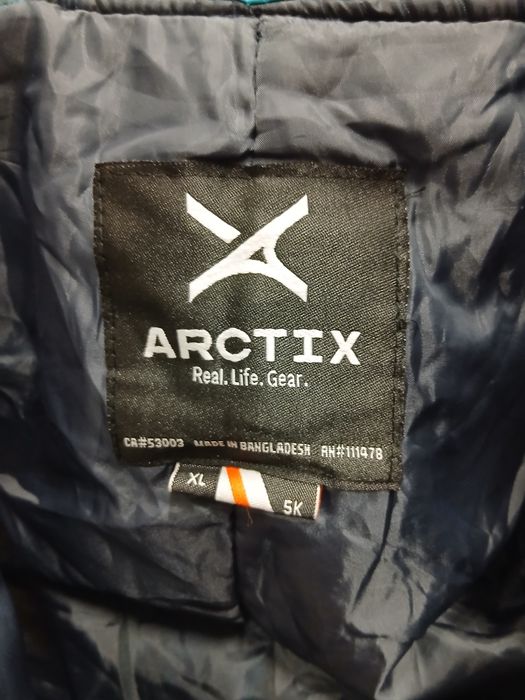 ARCTIX
Real. Life. Gear.
CA#53003 MADE IN BANGLADESH RN#111478
XL 5K